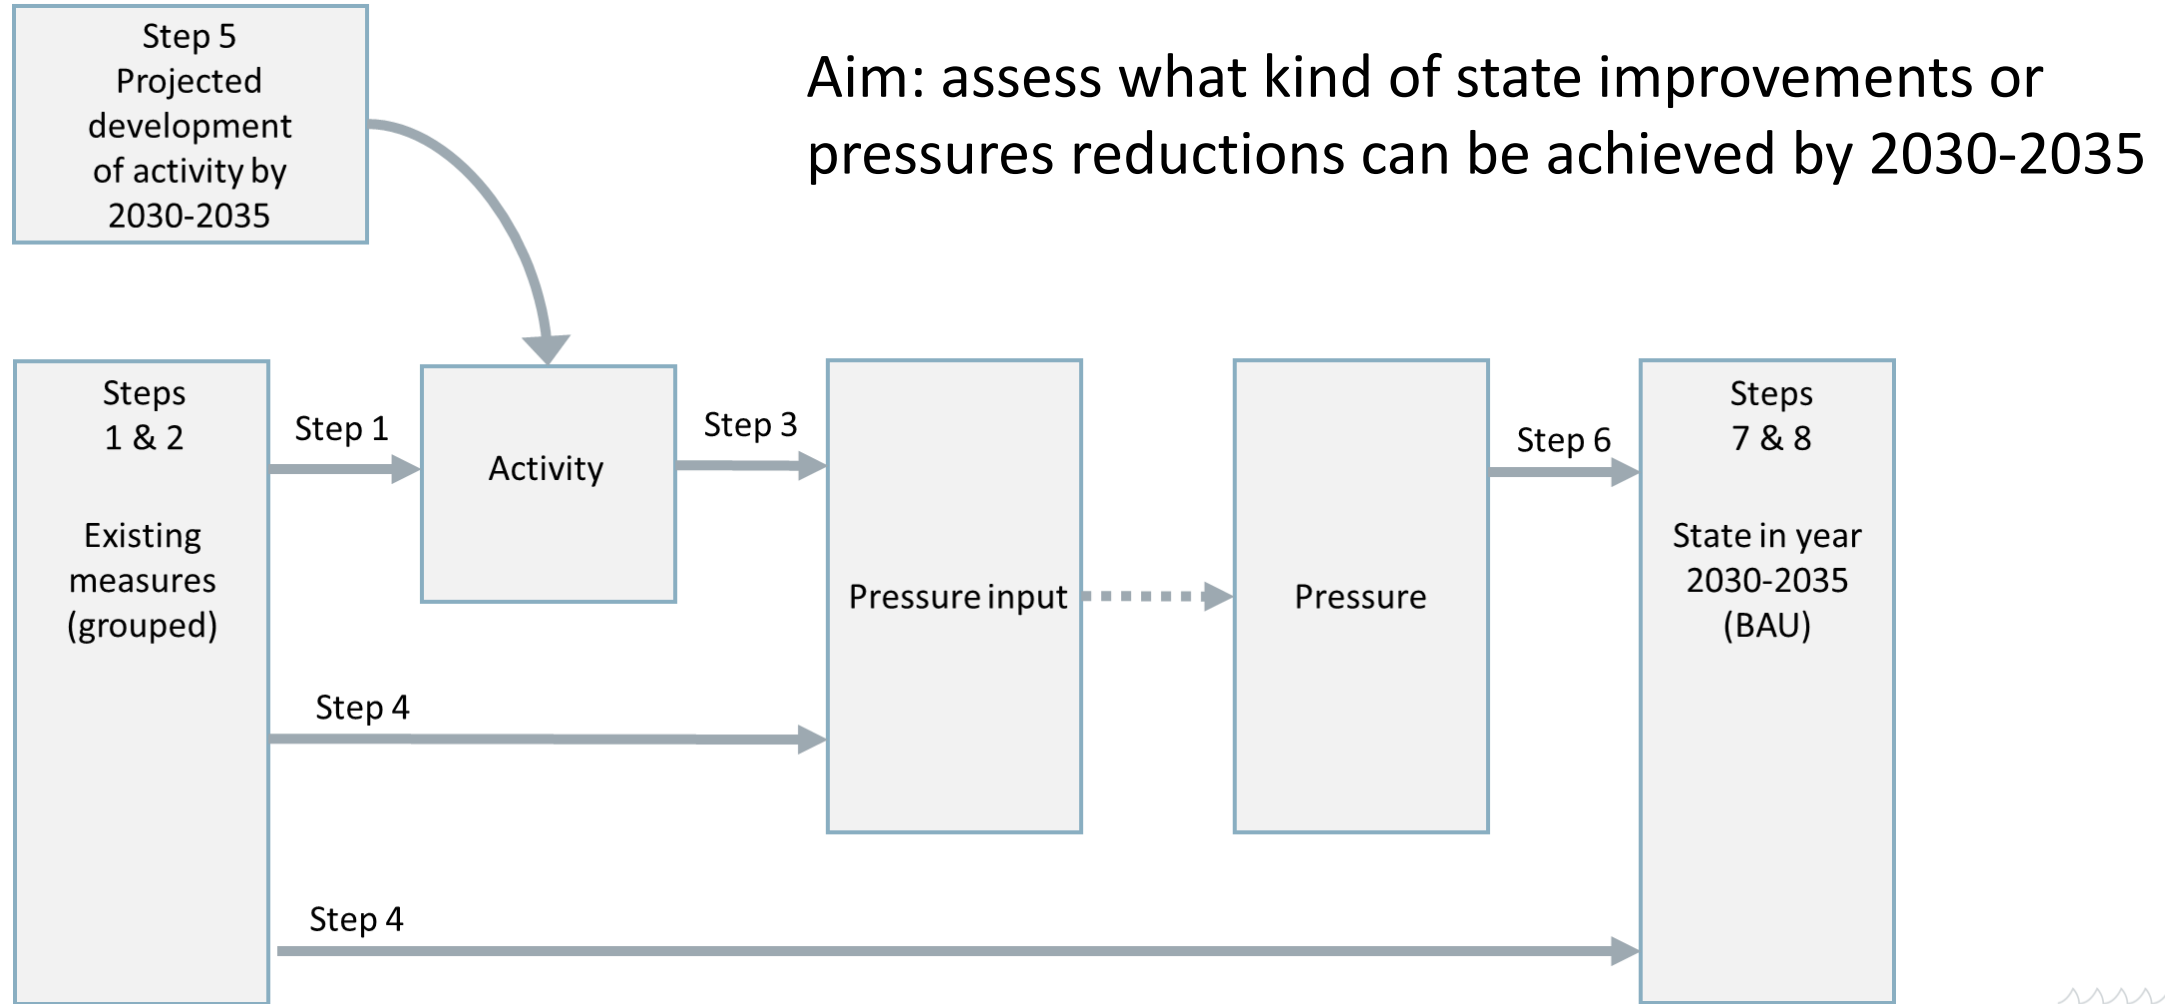 Step 5
Projected
development
of activity by
2030-2035
Aim: assess what kind of state improvements or
pressures reductions can be achieved by 2030-2035
Steps
1 & 2
Existing
measures
(grouped)
Step 1
Activity
Step 3
Pressure input
Pressure
Step 6
Steps
7 & 8
State in year
2030-2035
(BAU)
Step 4
Step 4